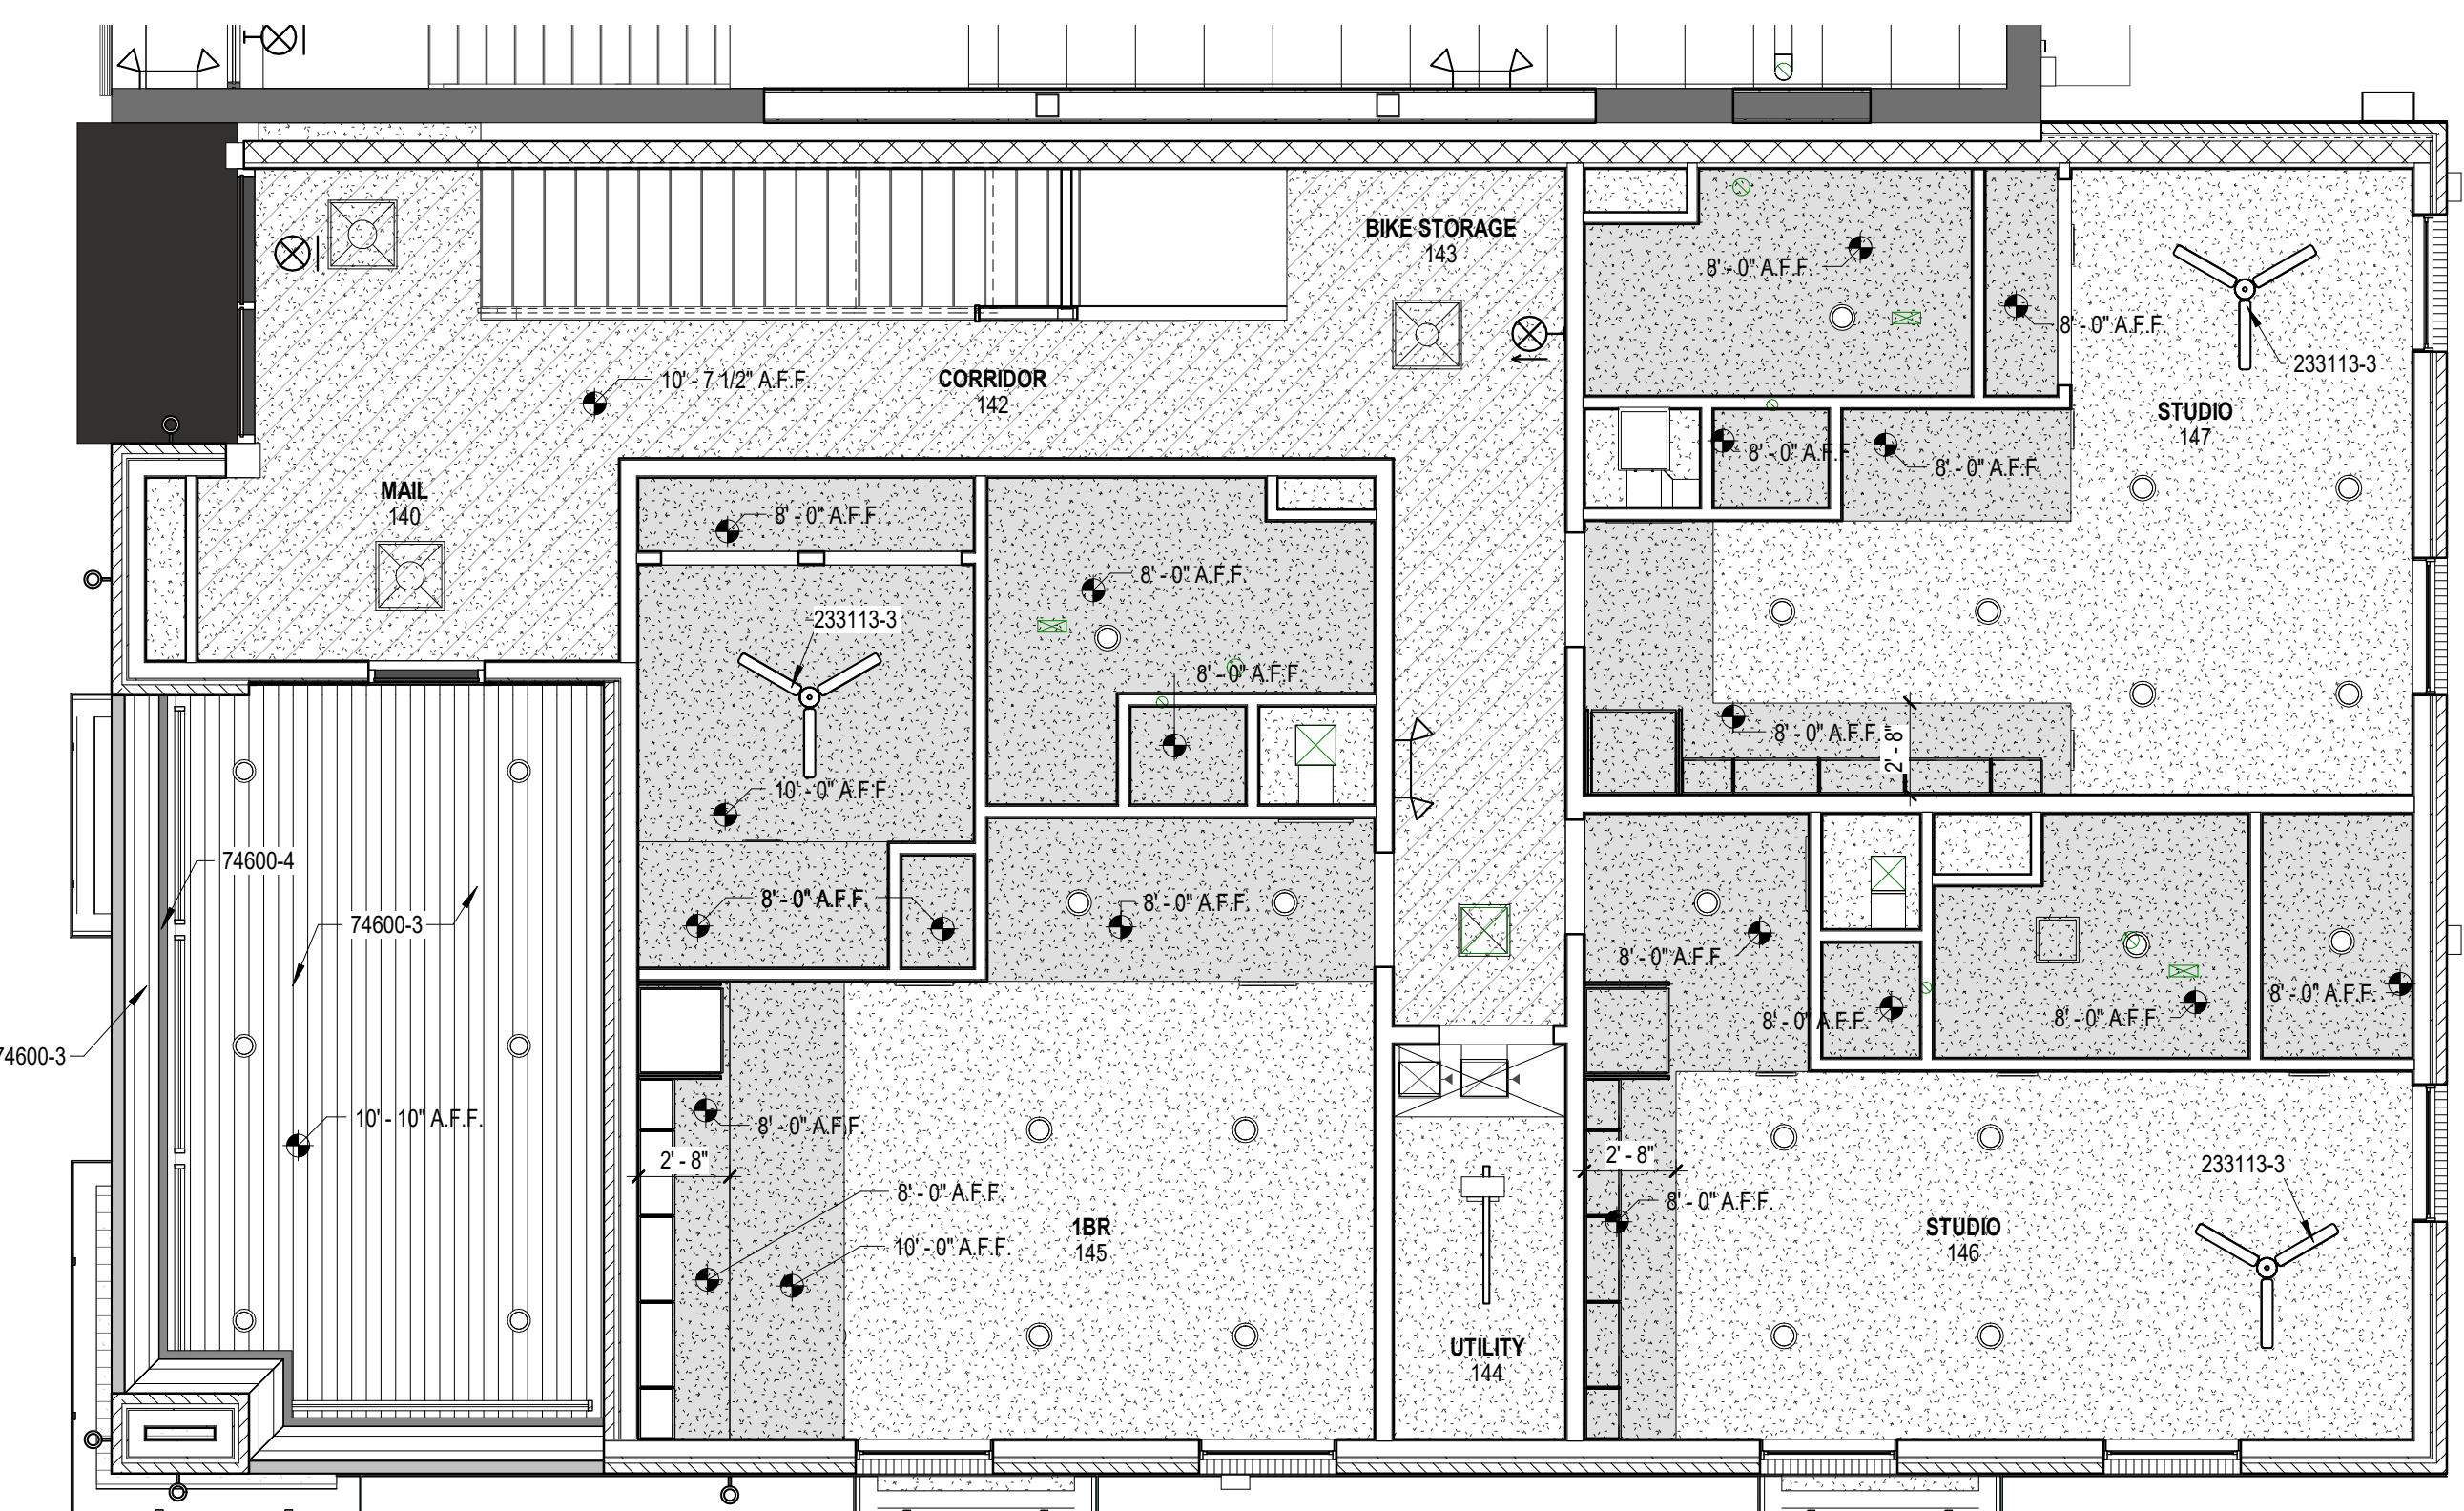 BIKE STORAGE
143
8' - 0" A.F.F.
8' - 0" A.F.F.
233113-3
10' - 7 1/2" A.F.F.
CORRIDOR
142
STUDIO
147
8' - 0" A.F.F.
8' - 0" A.F.F.
MAIL
140
8' - 0" A.F.F.
8' - 0" A.F.F.
233113-3
8' - 0" A.F.F.
8' - 0" A.F.F.
2' - 8"
10' - 0" A.F.F.
74600-4
8' - 0" A.F.F.
8' - 0" A.F.F.
74600-3
8' - 0" A.F.F.
8' - 0" A.F.F.
8' - 0" A.F.F.
8' - 0" A.F.F.
74600-3
10' - 10" A.F.F.
8' - 0" A.F.F.
2' - 8"
2' - 8"
233113-3
8' - 0" A.F.F.
8' - 0" A.F.F.
1BR
145
STUDIO
146
10' - 0" A.F.F.
UTILITY
144